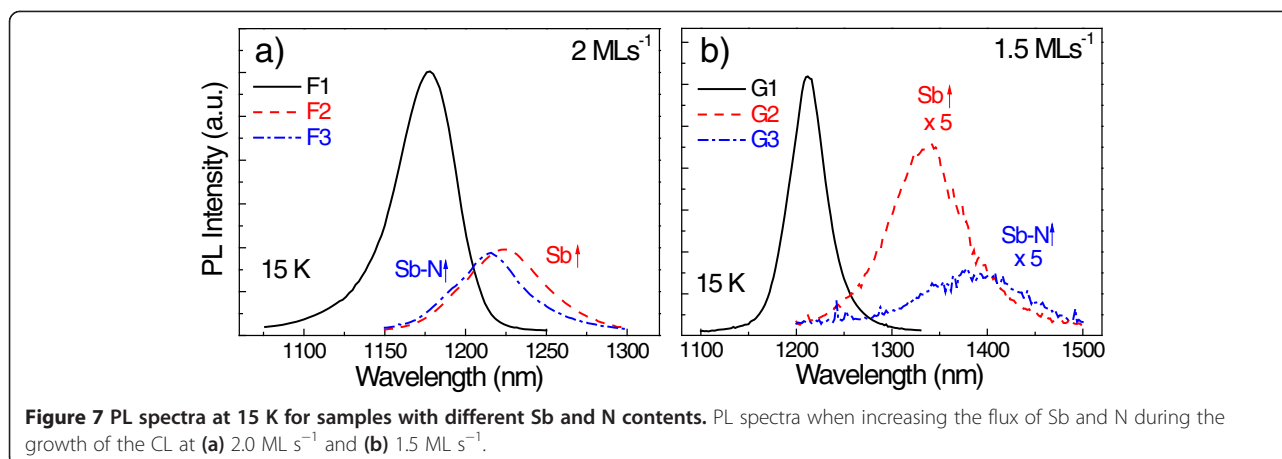 a)
2 MLs⁻¹
F1
F2
F3
15 K
Sb-N↑
Sb↑
PL Intensity (a.u.)
1100 1150 1200 1250 1300
Wavelength (nm)
b)
1.5 MLs⁻¹
G1
G2
G3
Sb↑
x 5
Sb-N↑
x 5
15 K
1100 1200 1300 1400 1500
Wavelength (nm)
Figure 7 PL spectra at 15 K for samples with different Sb and N contents. PL spectra when increasing the flux of Sb and N during the
growth of the CL at (a) 2.0 ML s⁻¹ and (b) 1.5 ML s⁻¹.